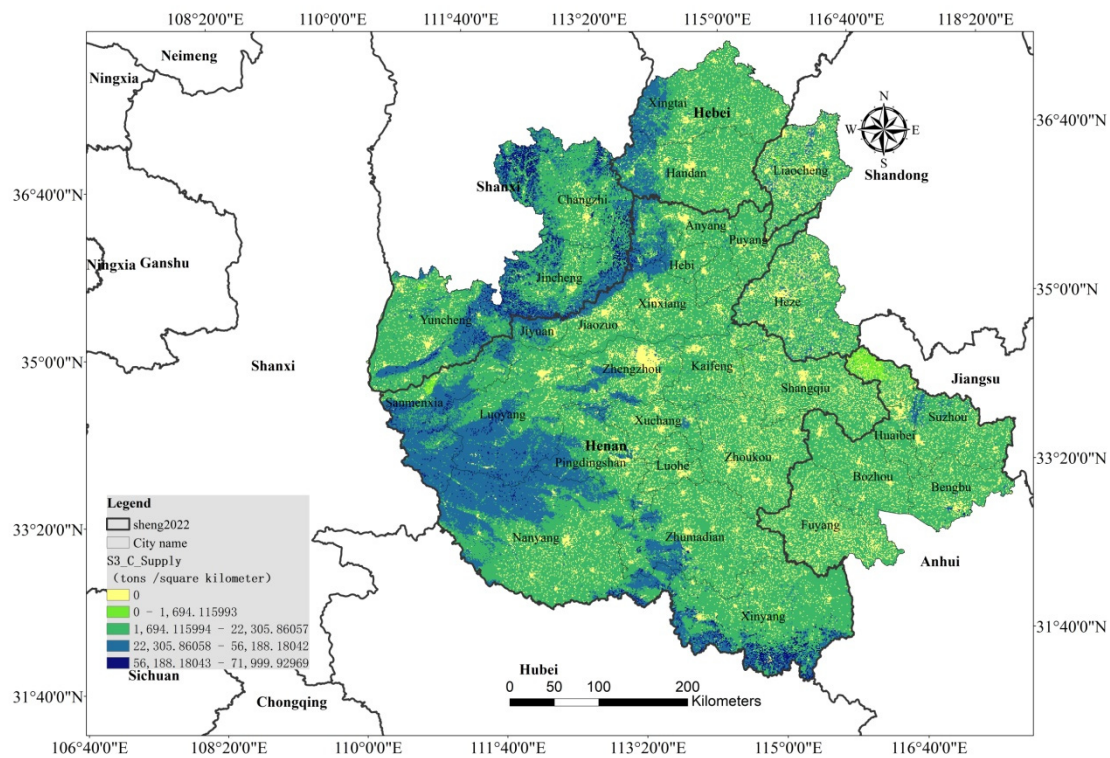 108°20'0"E 110°0'0"E 111°40'0"E 113°20'0"E 115°0'0"E 116°40'0"E 118°20'0"E
Neimeng
Ningxia
Xingtai
Hebei
N
W E
S
36°40'0"N
Handan
Liaocheng
Shandong
36°40'0"N
Shanxi
Changzhi
Anyang
Puyang
Ningxia Ganshu
Hebi
Jincheng
35°0'0"N
Heze
Xinxiang
Yuncheng
Jiyuan
Jiaozuo
35°0'0"N
Shanxi
Zhengzhou
Kaifeng
Jiangsu
Shangqiu
Sanmenxia
Luoyang
Suzhou
Xuchang
Huaibei
Henan
33°20'0"N
Pingdingshan
Luohe
Zhoukou
Bozhou
Bengbu
Legend
sheng2022
City name
S3_C_Supply
(tons /square kilometer)
0
0 - 1,694.115993
1,694.115994 - 22,305.86057
22,305.86058 - 56,188.18042
56,188.18043 - 71,999.92969
33°20'0"N
Fuyang
Nanyang
Zhumadian
Anhui
Xinyang
31°40'0"N
Sichuan
Hubei
31°40'0"N
Chongqing
0 50 100 200
Kilometers
106°40'0"E 108°20'0"E 110°0'0"E 111°40'0"E 113°20'0"E 115°0'0"E 116°40'0"E